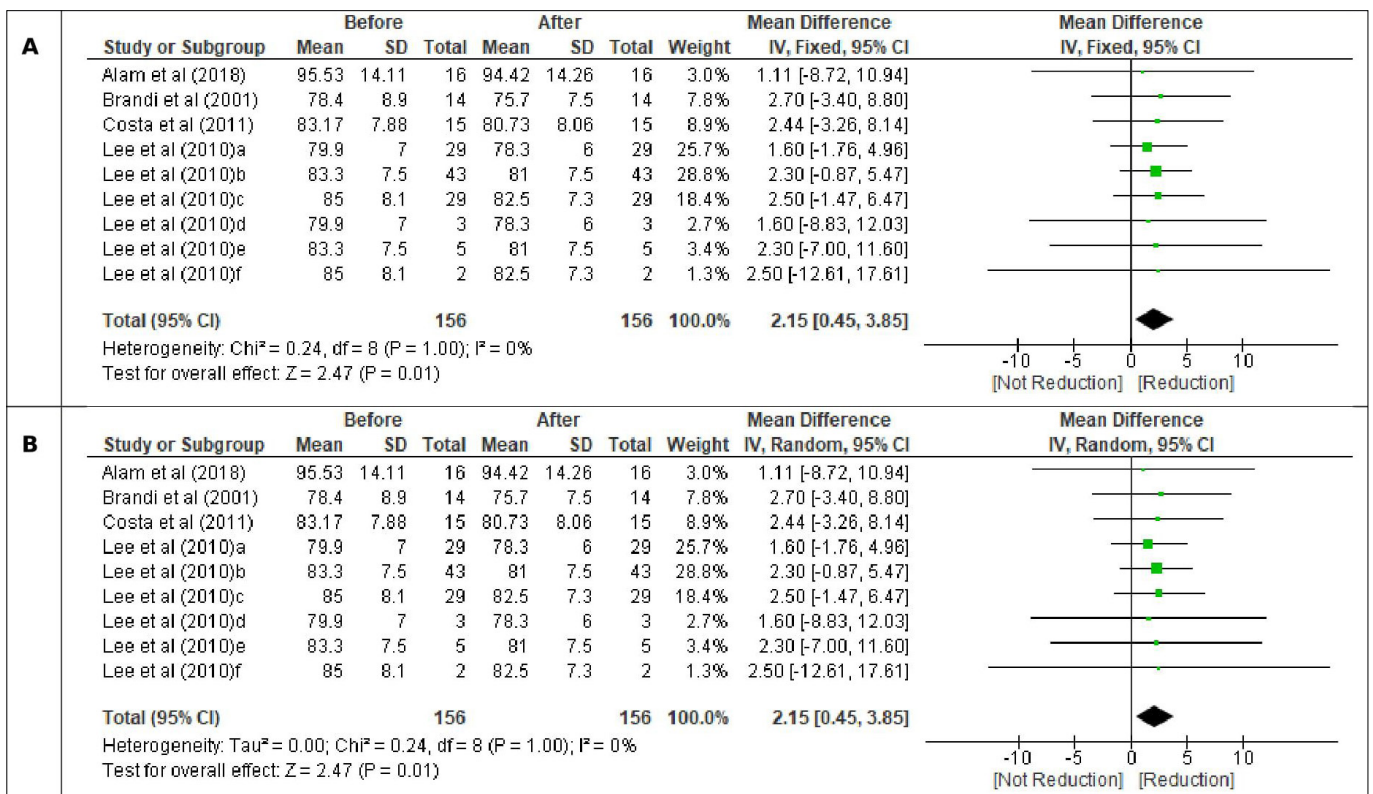 A
Before After Mean Difference Mean Difference
Study or Subgroup Mean SD Total Mean SD Total Weight IV, Fixed, 95% CI IV, Fixed, 95% CI
Alam et al (2018) 95.53 14.11 16 94.42 14.26 16 3.0% 1.11 [-8.72, 10.94]
Brandi et al (2001) 78.4 8.9 14 75.7 7.5 14 7.8% 2.70 [-3.40, 8.80]
Costa et al (2011) 83.17 7.88 15 80.73 8.06 15 8.9% 2.44 [-3.26, 8.14]
Lee et al (2010)a 79.9 7 29 78.3 6 29 25.7% 1.60 [-1.76, 4.96]
Lee et al (2010)b 83.3 7.5 43 81 7.5 43 28.8% 2.30 [-0.87, 5.47]
Lee et al (2010)c 85 8.1 29 82.5 7.3 29 18.4% 2.50 [-1.47, 6.47]
Lee et al (2010)d 79.9 7 3 78.3 6 3 2.7% 1.60 [-8.83, 12.03]
Lee et al (2010)e 83.3 7.5 5 81 7.5 5 3.4% 2.30 [-7.00, 11.60]
Lee et al (2010)f 85 8.1 2 82.5 7.3 2 1.3% 2.50 [-12.61, 17.61]
Total (95% CI) 156 156 100.0% 2.15 [0.45, 3.85]
Heterogeneity: Chi² = 0.24, df = 8 (P = 1.00); I² = 0%
Test for overall effect: Z = 2.47 (P = 0.01)
-10 -5 0 5 10
[Not Reduction] [Reduction]
B
Before After Mean Difference Mean Difference
Study or Subgroup Mean SD Total Mean SD Total Weight IV, Random, 95% CI IV, Random, 95% CI
Alam et al (2018) 95.53 14.11 16 94.42 14.26 16 3.0% 1.11 [-8.72, 10.94]
Brandi et al (2001) 78.4 8.9 14 75.7 7.5 14 7.8% 2.70 [-3.40, 8.80]
Costa et al (2011) 83.17 7.88 15 80.73 8.06 15 8.9% 2.44 [-3.26, 8.14]
Lee et al (2010)a 79.9 7 29 78.3 6 29 25.7% 1.60 [-1.76, 4.96]
Lee et al (2010)b 83.3 7.5 43 81 7.5 43 28.8% 2.30 [-0.87, 5.47]
Lee et al (2010)c 85 8.1 29 82.5 7.3 29 18.4% 2.50 [-1.47, 6.47]
Lee et al (2010)d 79.9 7 3 78.3 6 3 2.7% 1.60 [-8.83, 12.03]
Lee et al (2010)e 83.3 7.5 5 81 7.5 5 3.4% 2.30 [-7.00, 11.60]
Lee et al (2010)f 85 8.1 2 82.5 7.3 2 1.3% 2.50 [-12.61, 17.61]
Total (95% CI) 156 156 100.0% 2.15 [0.45, 3.85]
Heterogeneity: Tau² = 0.00; Chi² = 0.24, df = 8 (P = 1.00); I² = 0%
Test for overall effect: Z = 2.47 (P = 0.01)
-10 -5 0 5 10
[Not Reduction] [Reduction]